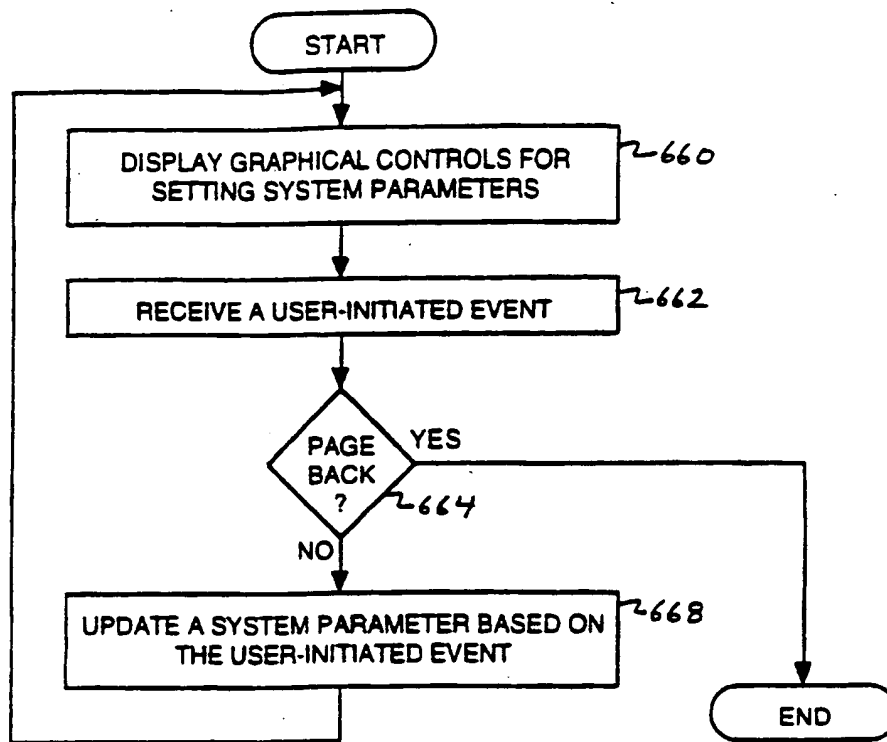 START
DISPLAY GRAPHICAL CONTROLS FOR
SETTING SYSTEM PARAMETERS
660
RECEIVE A USER-INITIATED EVENT
662
PAGE
BACK
?
YES
664
NO
UPDATE A SYSTEM PARAMETER BASED ON
THE USER-INITIATED EVENT
668
END